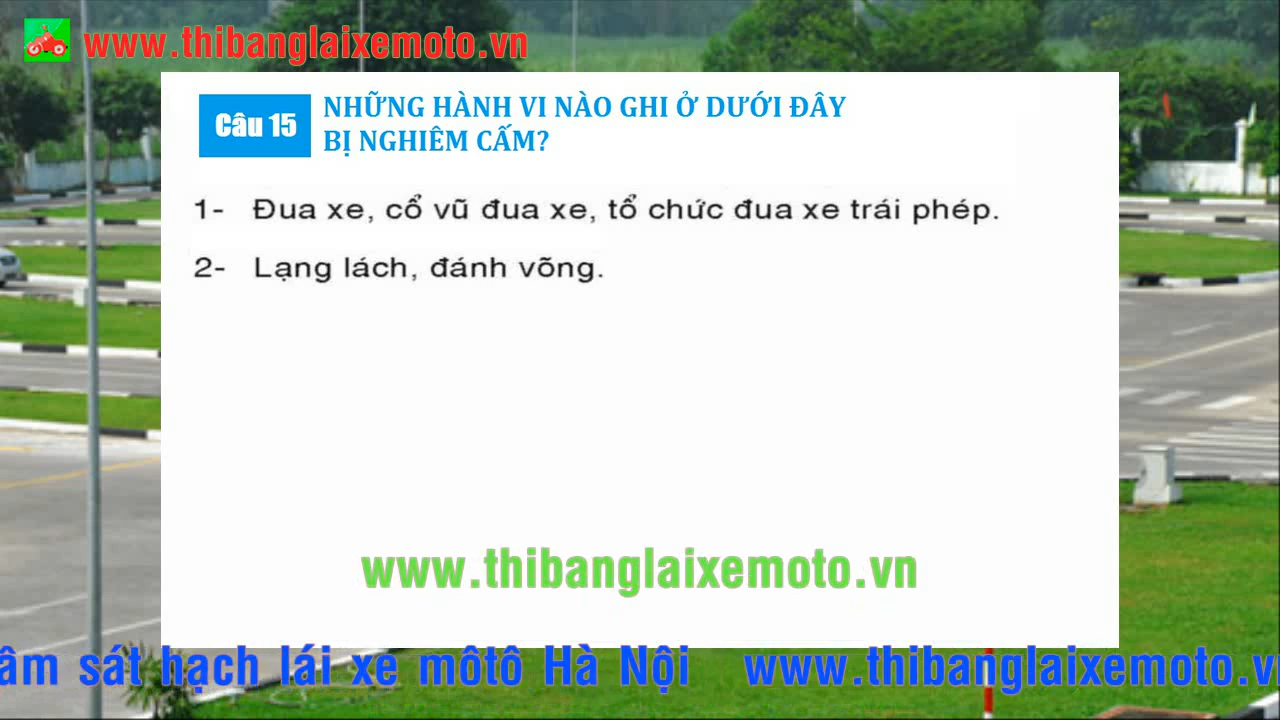 www.thibanglaixemoto.vn
Câu 15
NHỮNG HÀNH VI NÀO GHI Ở DƯỚI ĐÂY
BỊ NGHIÊM CẤM?
1- Đua xe, cổ vũ đua xe, tổ chức đua xe trái phép.
2- Lạng lách, đánh võng.
www.thibanglaixemoto.vn
âm sát hạch lái xe môtô Hà Nội www.thibanglaixemoto.v